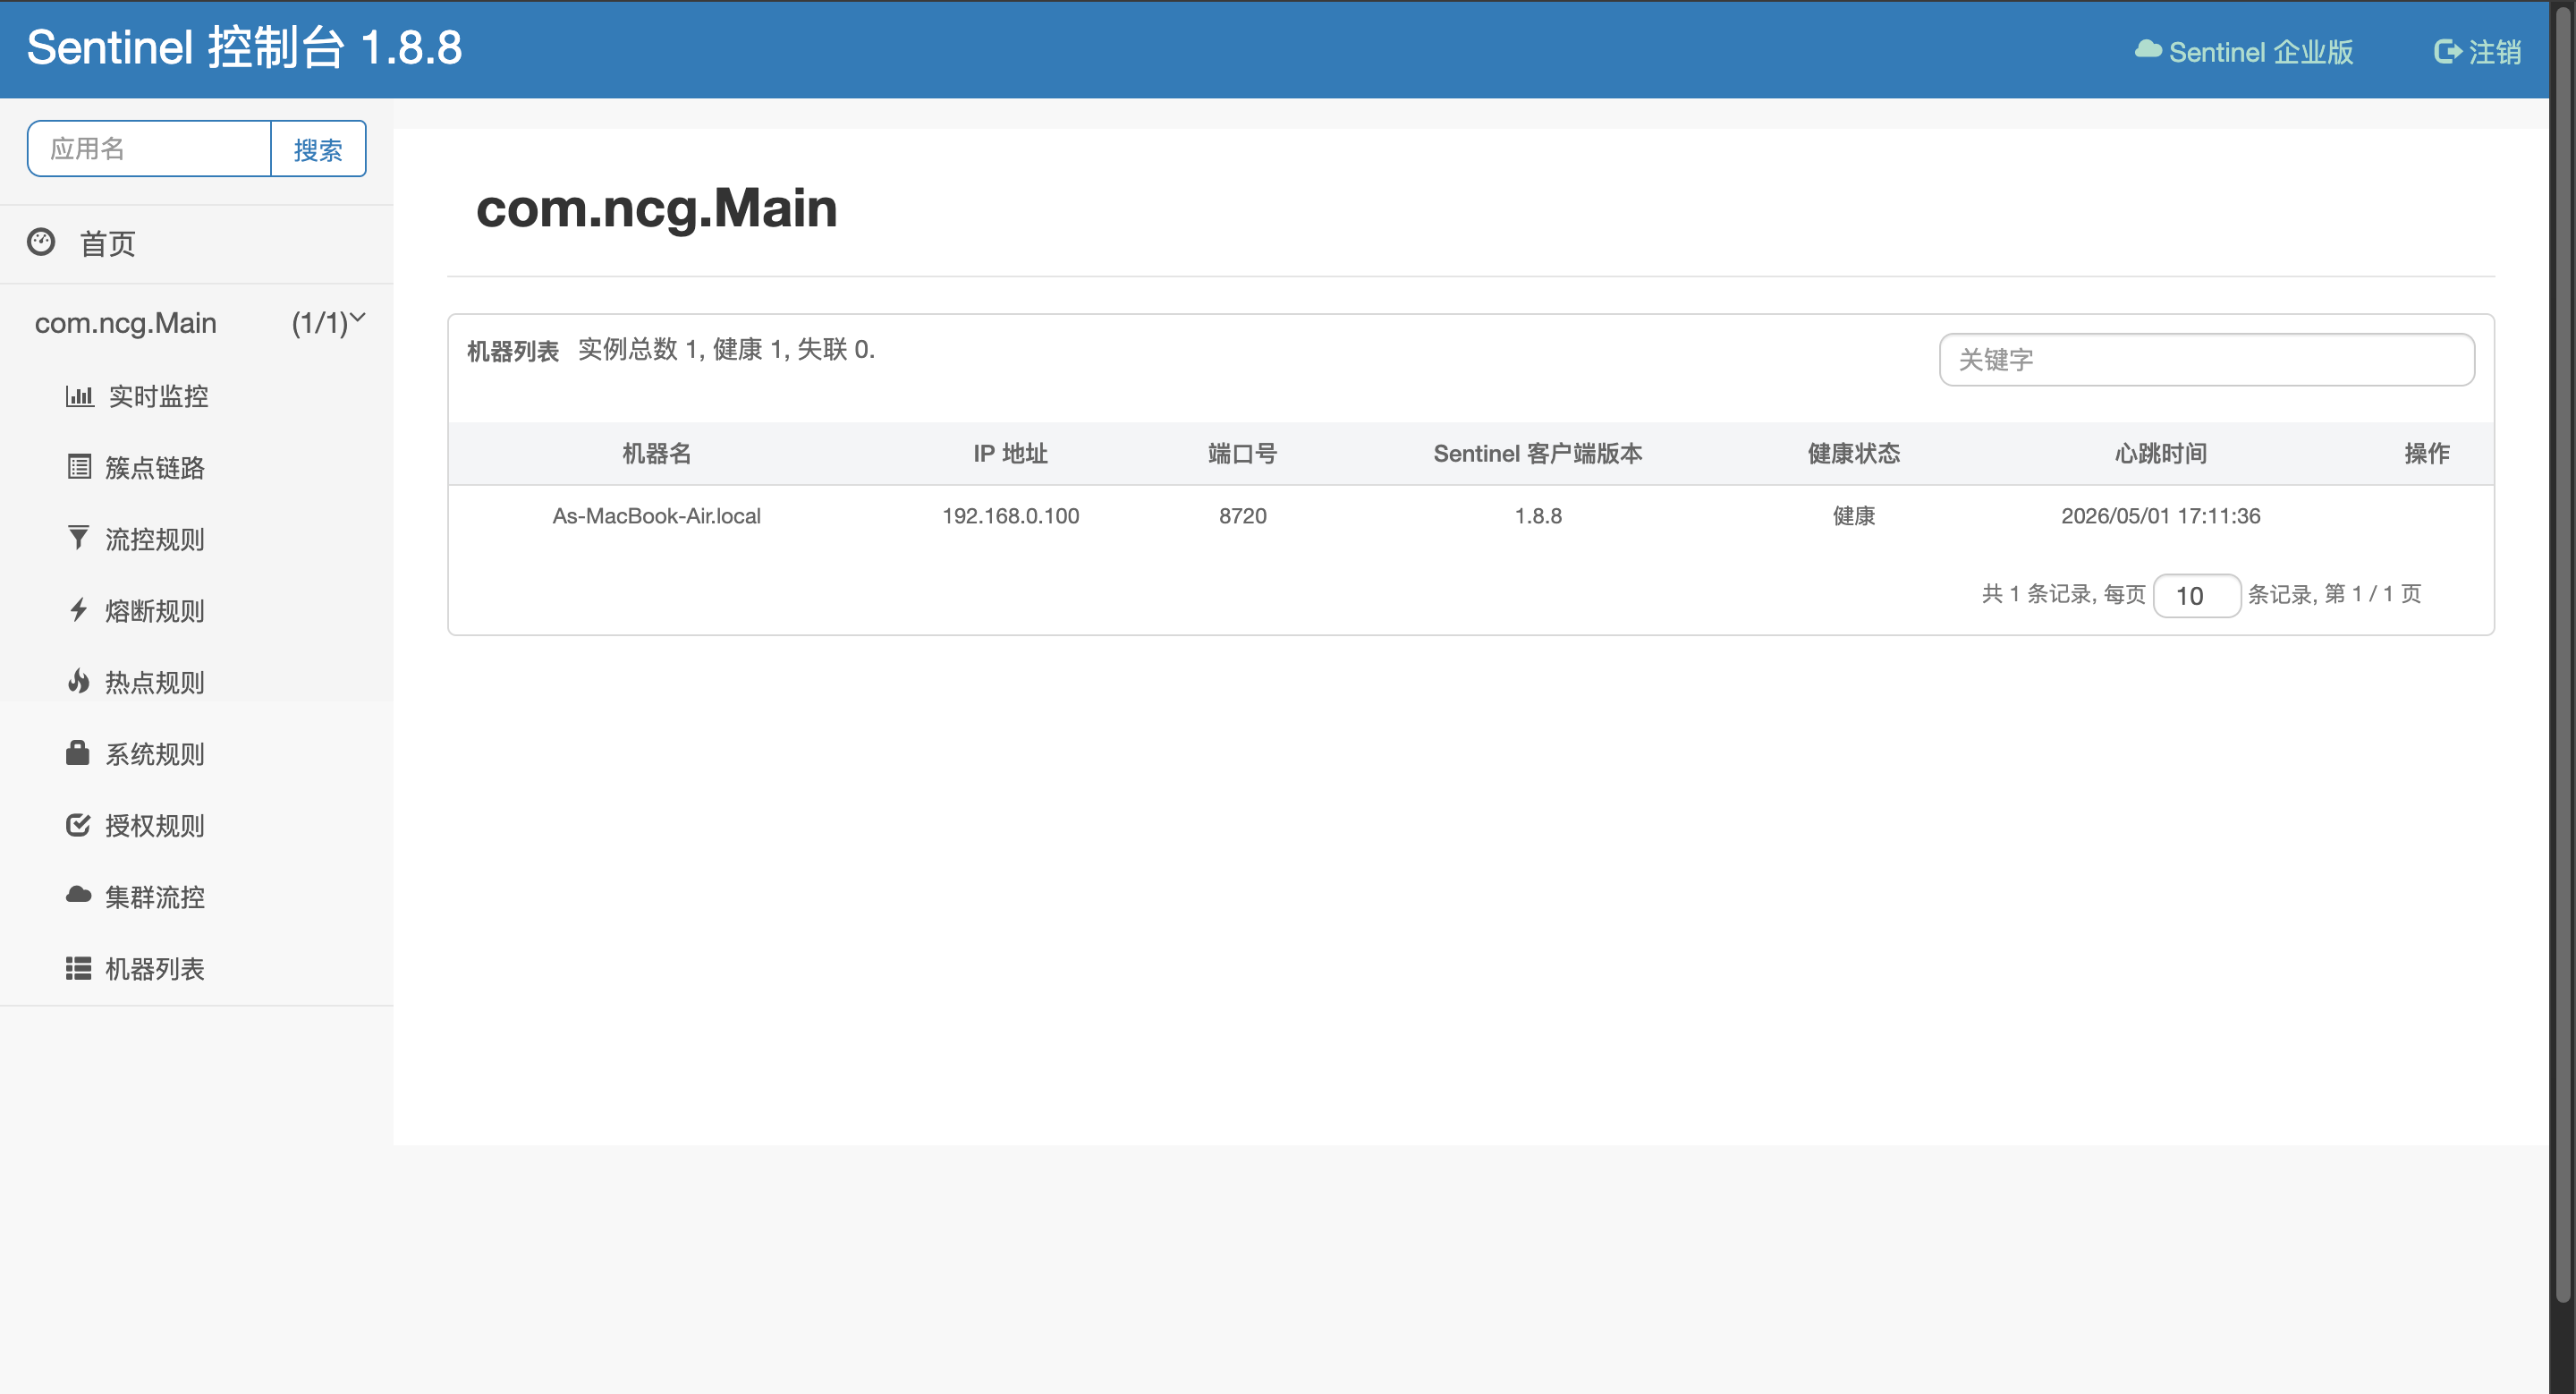 Sentinel 控制台 1.8.8
Sentinel 企业版
注销
应用名
搜索
首页
com.ncg.Main (1/1)
实时监控
簇点链路
流控规则
熔断规则
热点规则
系统规则
授权规则
集群流控
机器列表
com.ncg.Main
机器列表 实例总数 1, 健康 1, 失联 0.
关键字
机器名 IP 地址 端口号 Sentinel 客户端版本 健康状态 心跳时间 操作
As-MacBook-Air.local 192.168.0.100 8720 1.8.8 健康 2026/05/01 17:11:36
共 1 条记录, 每页 10 条记录, 第 1 / 1 页